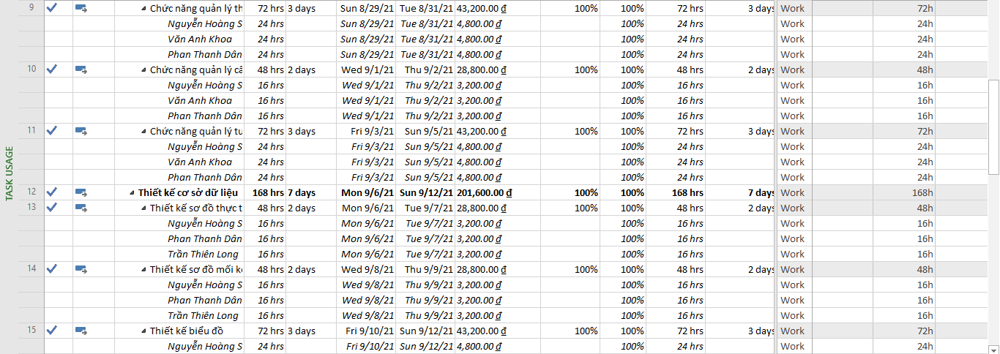 TASK USAGE
9 Chức năng quản lý th 72 hrs 3 days Sun 8/29/21 Tue 8/31/21 43,200.00 ₫ 100% 100% 72 hrs 3 days Work 72h
Nguyễn Hoàng S 24 hrs Sun 8/29/21 Tue 8/31/21 4,800.00 ₫ 100% 24 hrs Work 24h
Văn Anh Khoa 24 hrs Sun 8/29/21 Tue 8/31/21 4,800.00 ₫ 100% 24 hrs Work 24h
Phan Thanh Dân 24 hrs Sun 8/29/21 Tue 8/31/21 4,800.00 ₫ 100% 24 hrs Work 24h
10 Chức năng quản lý câ 48 hrs 2 days Wed 9/1/21 Thu 9/2/21 28,800.00 ₫ 100% 100% 48 hrs 2 days Work 48h
Nguyễn Hoàng S 16 hrs Wed 9/1/21 Thu 9/2/21 3,200.00 ₫ 100% 16 hrs Work 16h
Văn Anh Khoa 16 hrs Wed 9/1/21 Thu 9/2/21 3,200.00 ₫ 100% 16 hrs Work 16h
Phan Thanh Dân 16 hrs Wed 9/1/21 Thu 9/2/21 3,200.00 ₫ 100% 16 hrs Work 16h
11 Chức năng quản lý tu 72 hrs 3 days Fri 9/3/21 Sun 9/5/21 43,200.00 ₫ 100% 100% 72 hrs 3 days Work 72h
Nguyễn Hoàng S 24 hrs Fri 9/3/21 Sun 9/5/21 4,800.00 ₫ 100% 24 hrs Work 24h
Văn Anh Khoa 24 hrs Fri 9/3/21 Sun 9/5/21 4,800.00 ₫ 100% 24 hrs Work 24h
Phan Thanh Dân 24 hrs Fri 9/3/21 Sun 9/5/21 4,800.00 ₫ 100% 24 hrs Work 24h
12 Thiết kế cơ sở dữ liệu 168 hrs 7 days Mon 9/6/21 Sun 9/12/21 201,600.00 ₫ 100% 100% 168 hrs 7 days Work 168h
13 Thiết kế sơ đồ thực t 48 hrs 2 days Mon 9/6/21 Tue 9/7/21 28,800.00 ₫ 100% 100% 48 hrs 2 days Work 48h
Nguyễn Hoàng S 16 hrs Mon 9/6/21 Tue 9/7/21 3,200.00 ₫ 100% 16 hrs Work 16h
Phan Thanh Dân 16 hrs Mon 9/6/21 Tue 9/7/21 3,200.00 ₫ 100% 16 hrs Work 16h
Trần Thiên Long 16 hrs Mon 9/6/21 Tue 9/7/21 3,200.00 ₫ 100% 16 hrs Work 16h
14 Thiết kế sơ đồ mối kế 48 hrs 2 days Wed 9/8/21 Thu 9/9/21 28,800.00 ₫ 100% 100% 48 hrs 2 days Work 48h
Nguyễn Hoàng S 16 hrs Wed 9/8/21 Thu 9/9/21 3,200.00 ₫ 100% 16 hrs Work 16h
Phan Thanh Dân 16 hrs Wed 9/8/21 Thu 9/9/21 3,200.00 ₫ 100% 16 hrs Work 16h
Trần Thiên Long 16 hrs Wed 9/8/21 Thu 9/9/21 3,200.00 ₫ 100% 16 hrs Work 16h
15 Thiết kế biểu đồ 72 hrs 3 days Fri 9/10/21 Sun 9/12/21 43,200.00 ₫ 100% 100% 72 hrs 3 days Work 72h
Nguyễn Hoàng S 24 hrs Fri 9/10/21 Sun 9/12/21 4,800.00 ₫ 100% 24 hrs Work 24h